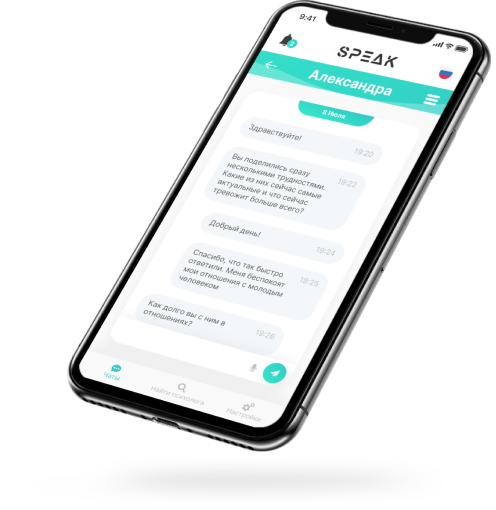 9:41
2
SPEAK
Александра
8 Июля
Здравствуйте!
19:20
Вы поделились сразу
несколькими трудностями.
Какие из них сейчас самые
актуальные и что сейчас
тревожит больше всего?
19:22
Добрый день!
19:24
Спасибо, что так быстро
ответили. Меня беспокоят
мои отношения с молодым
человеком
19:25
Как долго вы с ним в
отношениях?
19:26
Чаты
Найти психолога
Настройки